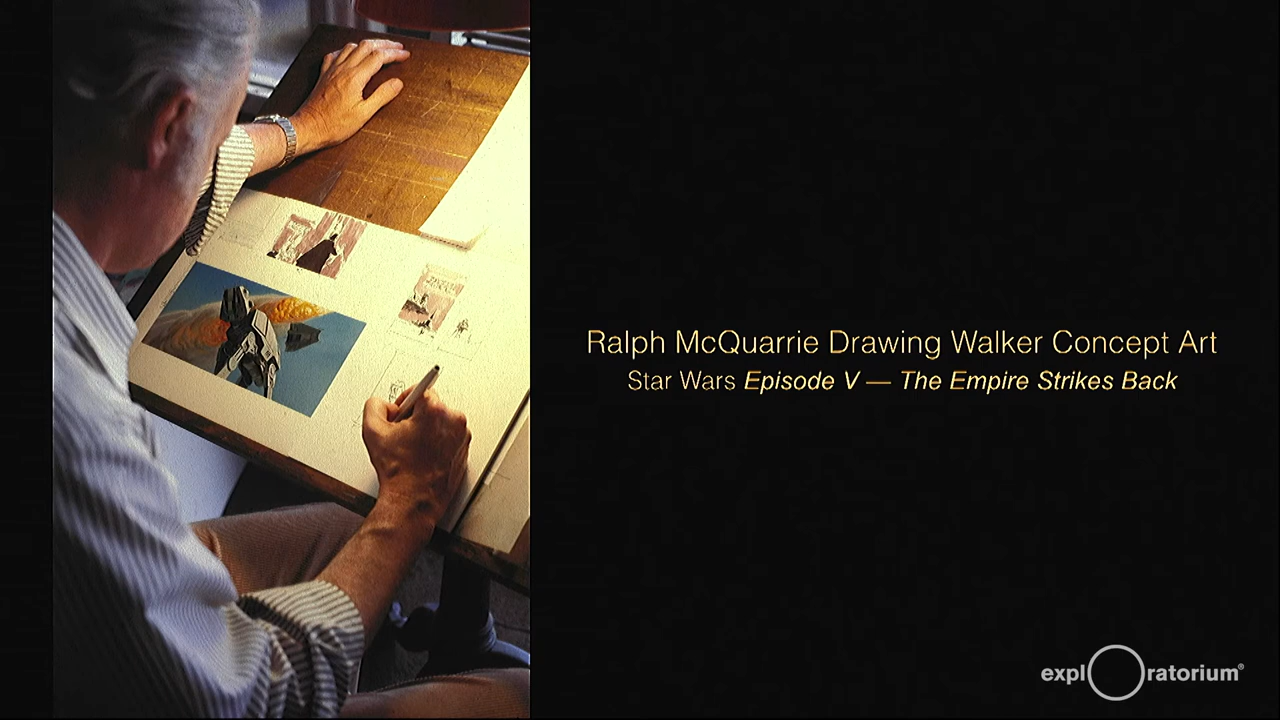 Ralph McQuarrie Drawing Walker Concept Art
Star Wars Episode V — The Empire Strikes Back
expl ratorium®